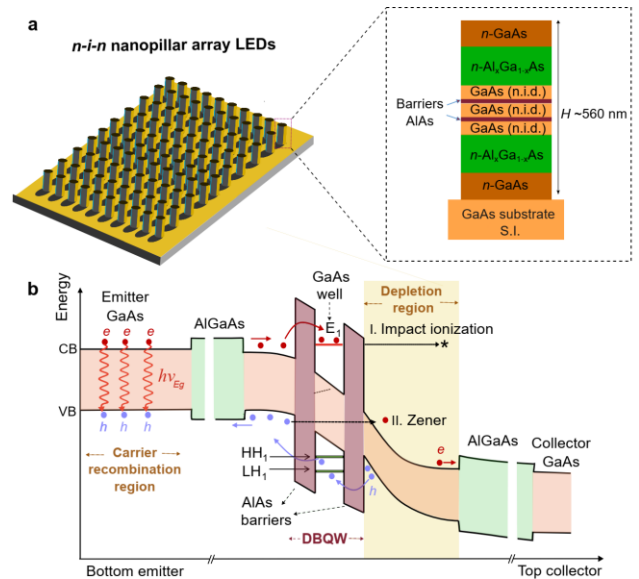 a
n-i-n nanopillar array LEDs
n-GaAs
n-AlxGa1-xAs
GaAs (n.i.d.)
Barriers
AlAs
GaAs (n.i.d.)
GaAs (n.i.d.)
H ~560 nm
n-AlxGa1-xAs
n-GaAs
GaAs substrate
S.I.
b
Energy
Emitter
GaAs
AlGaAs
GaAs
well
E1
Depletion
region
I. Impact ionization
*
e e e
CB
hνEg
VB
h h h
II. Zener
Carrier
recombination
region
HH1
LH1
h
e
AlGaAs
Collector
GaAs
AlAs
barriers
DBQW
Bottom emitter
Top collector